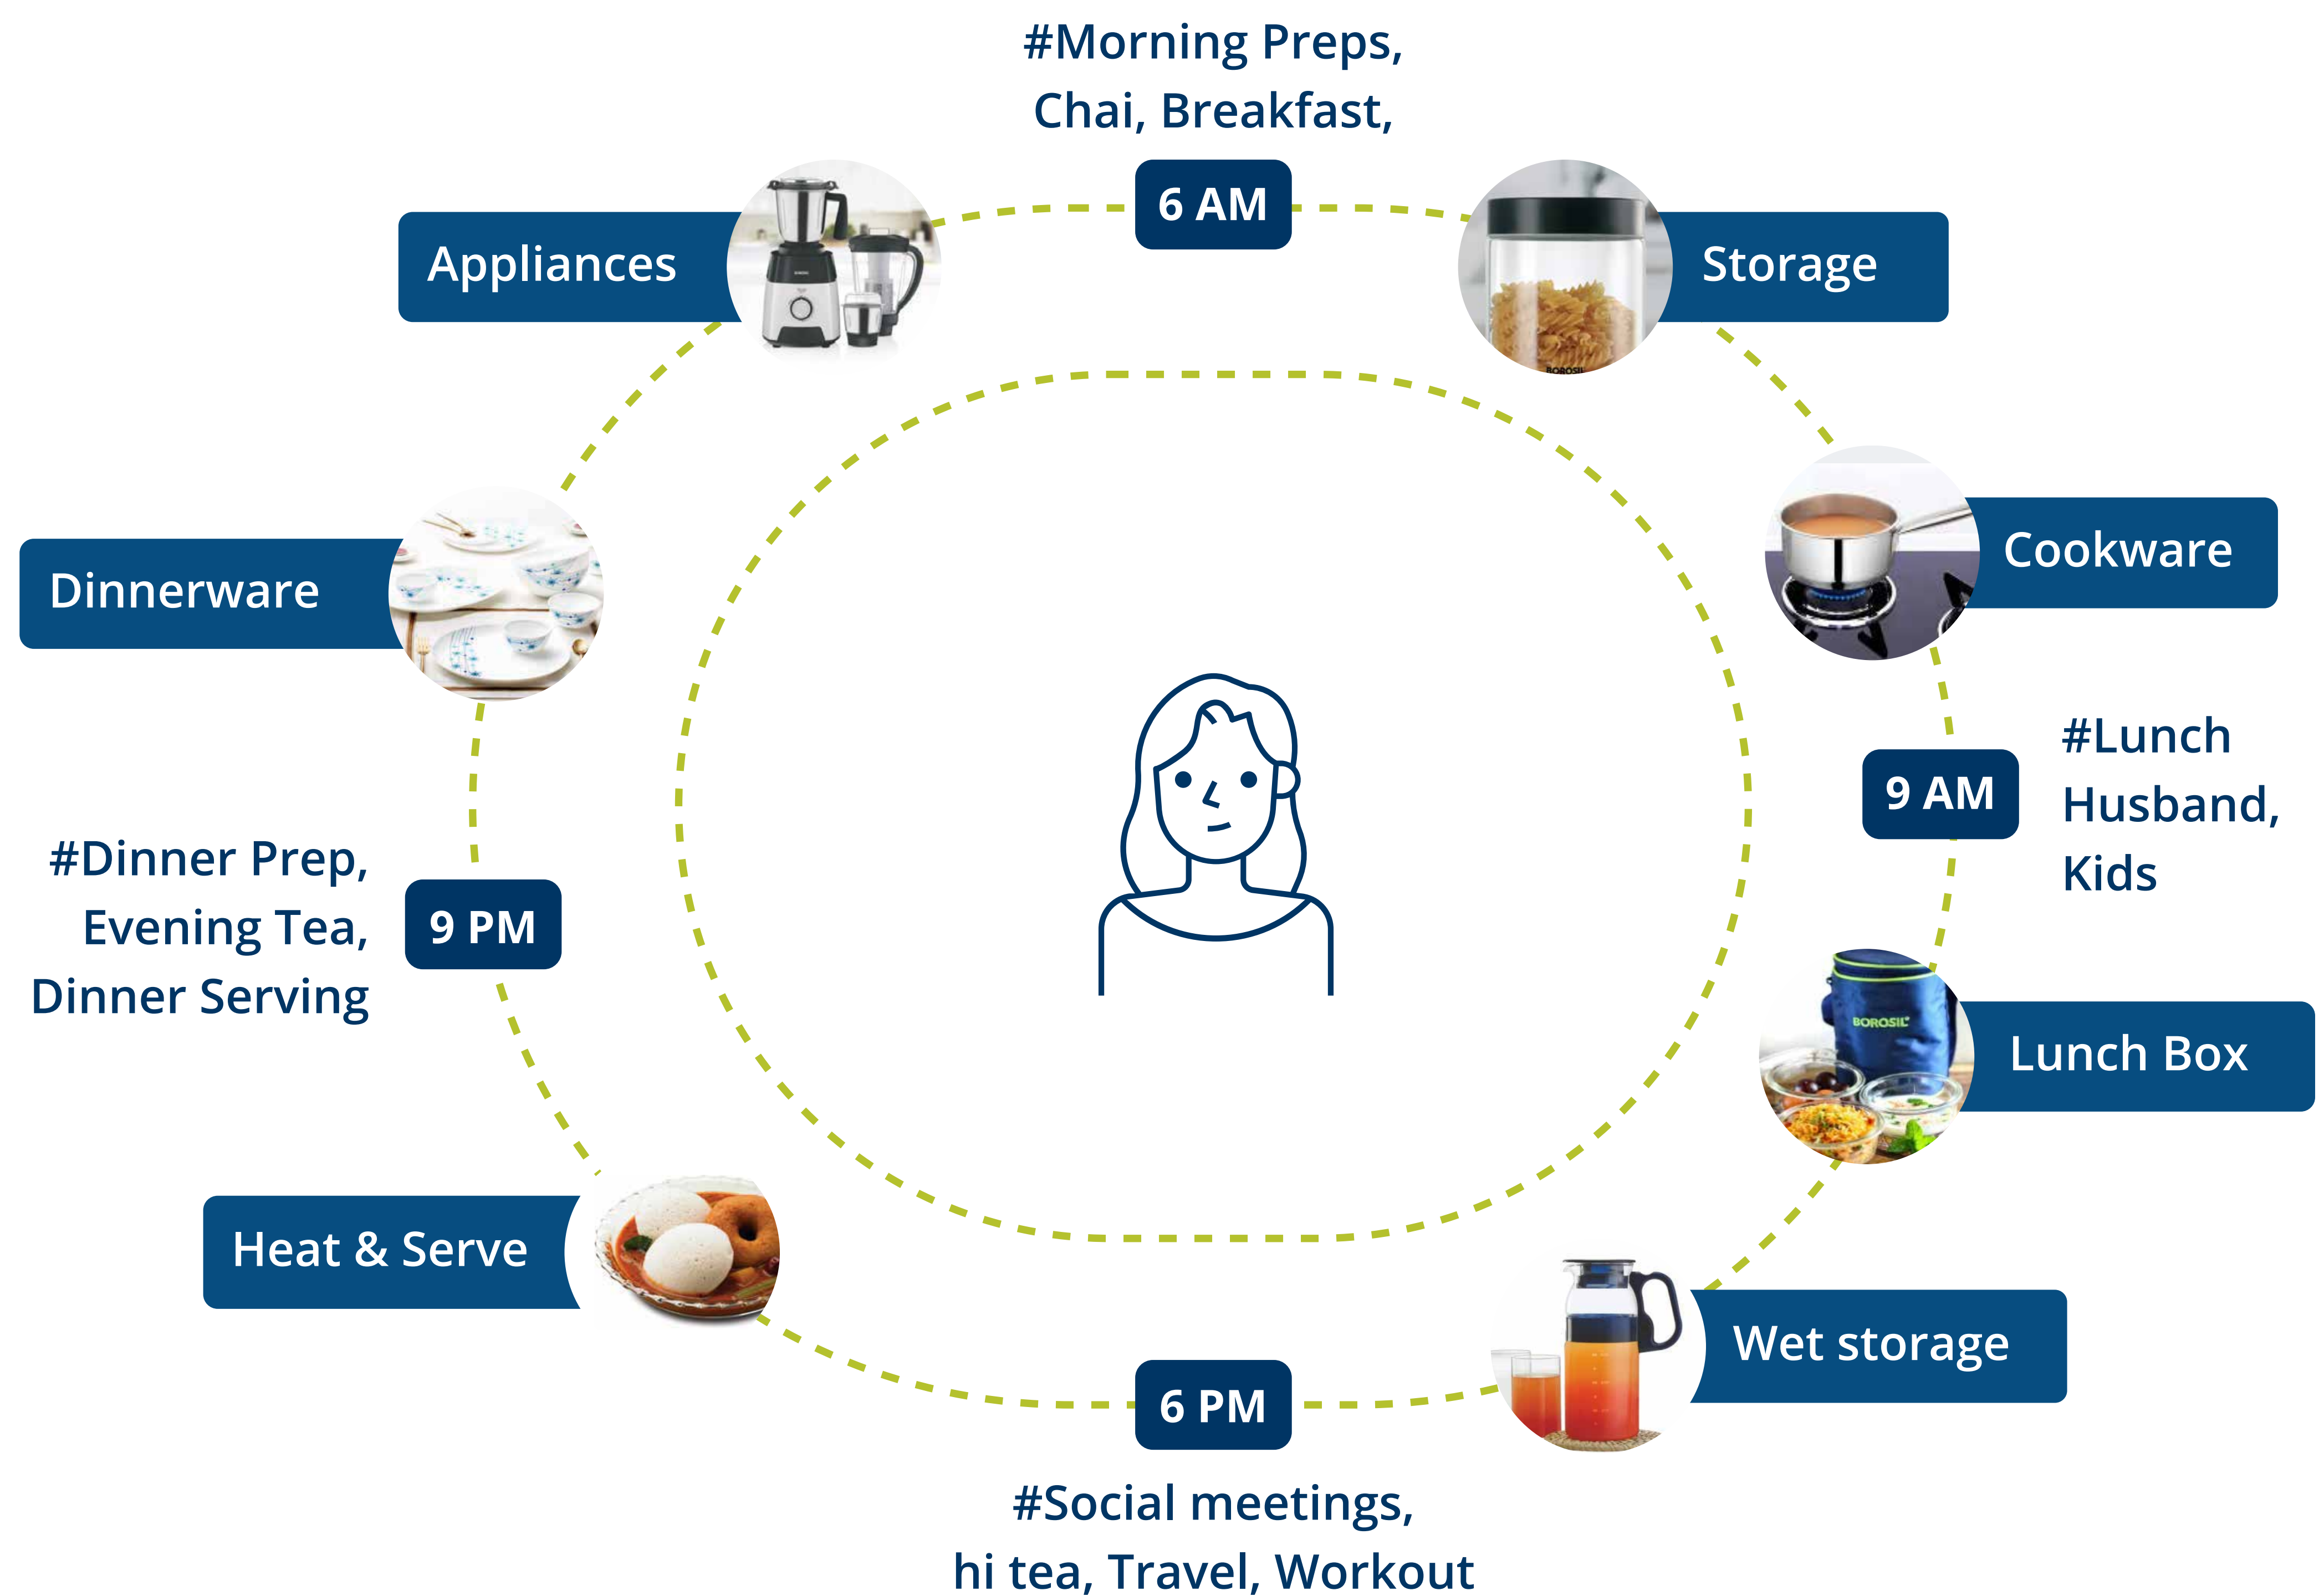 #Morning Preps,
Chai, Breakfast,
6 AM
Appliances
Storage
BOROSIL
Cookware
Dinnerware
#Lunch
Husband,
Kids
9 AM
#Dinner Prep,
Evening Tea,
Dinner Serving
9 PM
BOROSIL
Lunch Box
Heat & Serve
Wet storage
6 PM
#Social meetings,
hi tea, Travel, Workout